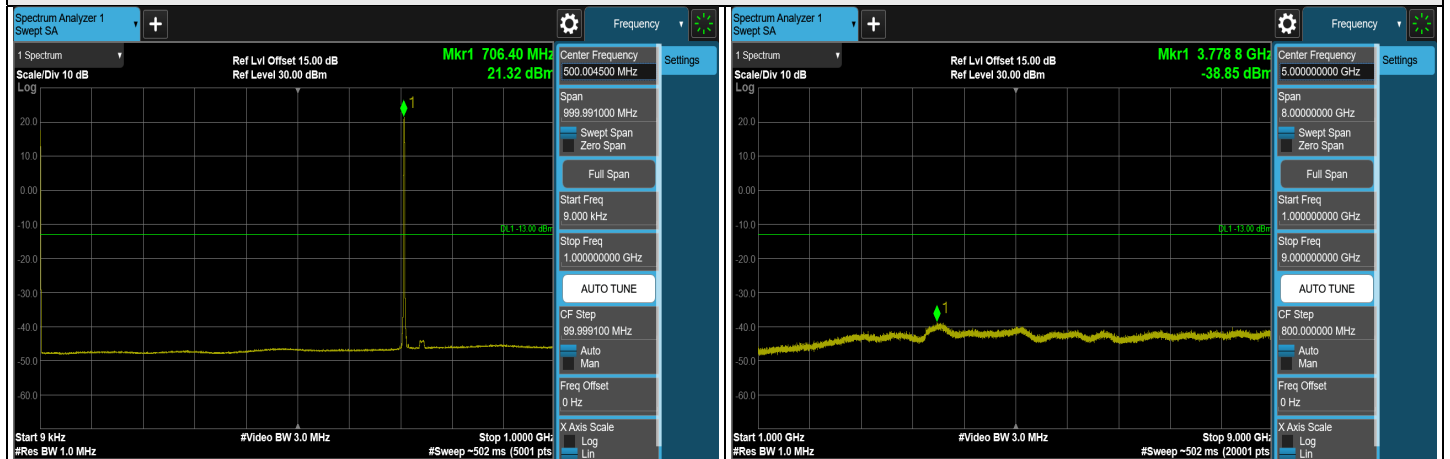 Spectrum Analyzer 1
Swept SA
+
Frequency
1 Spectrum
Scale/Div 10 dB
Log
Ref Lvl Offset 15.00 dB
Ref Level 30.00 dBm
Mkr1 706.40 MHz
21.32 dBm
1
20.0
10.0
0.00
-10.0
-20.0
-30.0
-40.0
-50.0
-60.0
DL1 -13.00 dBm
Start 9 kHz
#Res BW 1.0 MHz
#Video BW 3.0 MHz
Stop 1.0000 GHz
#Sweep ~502 ms (5001 pts
Center Frequency
500.004500 MHz
Settings
Span
999.991000 MHz
Swept Span
Zero Span
Full Span
Start Freq
9.000 kHz
Stop Freq
1.000000000 GHz
AUTO TUNE
CF Step
99.999100 MHz
Auto
Man
Freq Offset
0 Hz
X Axis Scale
Log
Lin
Spectrum Analyzer 1
Swept SA
+
Frequency
1 Spectrum
Scale/Div 10 dB
Log
Ref Lvl Offset 15.00 dB
Ref Level 30.00 dBm
Mkr1 3.778 8 GHz
-38.85 dBm
1
20.0
10.0
0.00
-10.0
-20.0
-30.0
-40.0
-50.0
-60.0
DL1 -13.00 dBm
Start 1.000 GHz
#Res BW 1.0 MHz
#Video BW 3.0 MHz
Stop 9.000 GHz
#Sweep ~502 ms (20001 pts
Center Frequency
5.000000000 GHz
Settings
Span
8.00000000 GHz
Swept Span
Zero Span
Full Span
Start Freq
1.000000000 GHz
Stop Freq
9.000000000 GHz
AUTO TUNE
CF Step
800.000000 MHz
Auto
Man
Freq Offset
0 Hz
X Axis Scale
Log
Lin